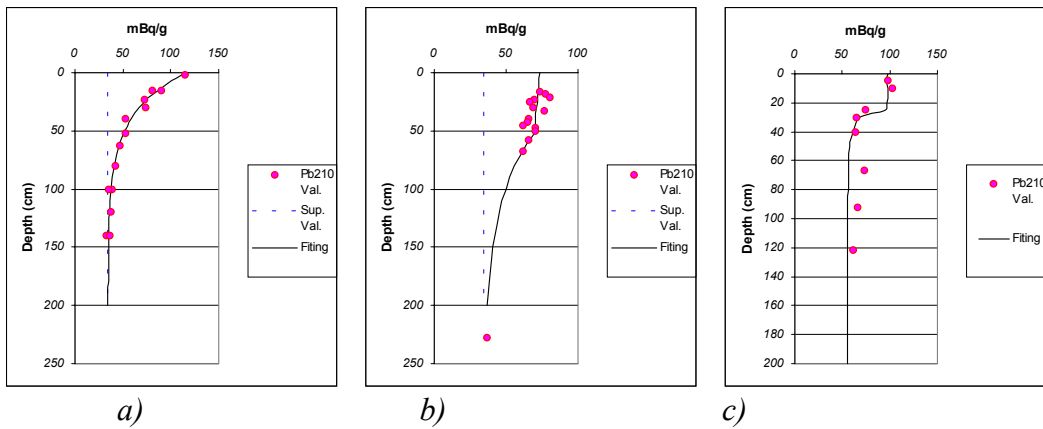 mBq/g
0 50 100 150
0
50
100
150
200
250
Depth (cm)
Pb210
Val.
Sup.
Val.
Fiting
a)
mBq/g
0 50 100
0
50
100
150
200
250
Depth (cm)
Pb210
Val.
Sup.
Val.
Fiting
b)
mBq/g
0 50 100 150
0
20
40
60
80
100
120
140
160
180
200
Depth (cm)
Pb210
Val.
Fiting
c)